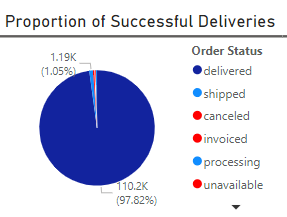 Proportion of Successful Deliveries
1.19K
(1.05%)
110.2K
(97.82%)
Order Status
delivered
shipped
canceled
invoiced
processing
unavailable